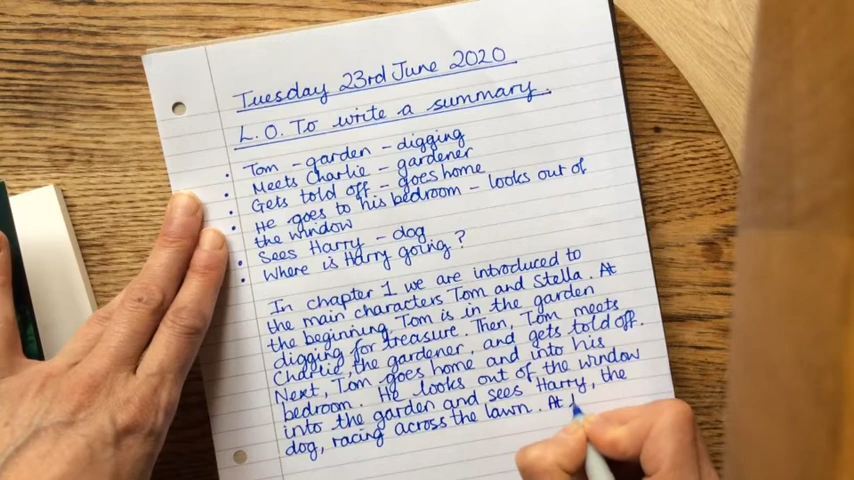 Tuesday 23rd June 2020
L.O. To write a summary.
• Tom - garden - digging
• Meets Charlie - gardener
• Gets told off - goes home
• He goes to his bedroom - looks out of
the window
• Sees Harry - dog
• Where is Harry going?
In chapter 1 we are introduced to
the main characters Tom and Stella. At
the beginning, Tom is in the garden
digging for treasure. Then, Tom meets
Charlie, the gardener, and gets told off.
Next, Tom goes home and into his
bedroom. He looks out of the window
into the garden and sees Harry, the
dog, racing across the lawn. At